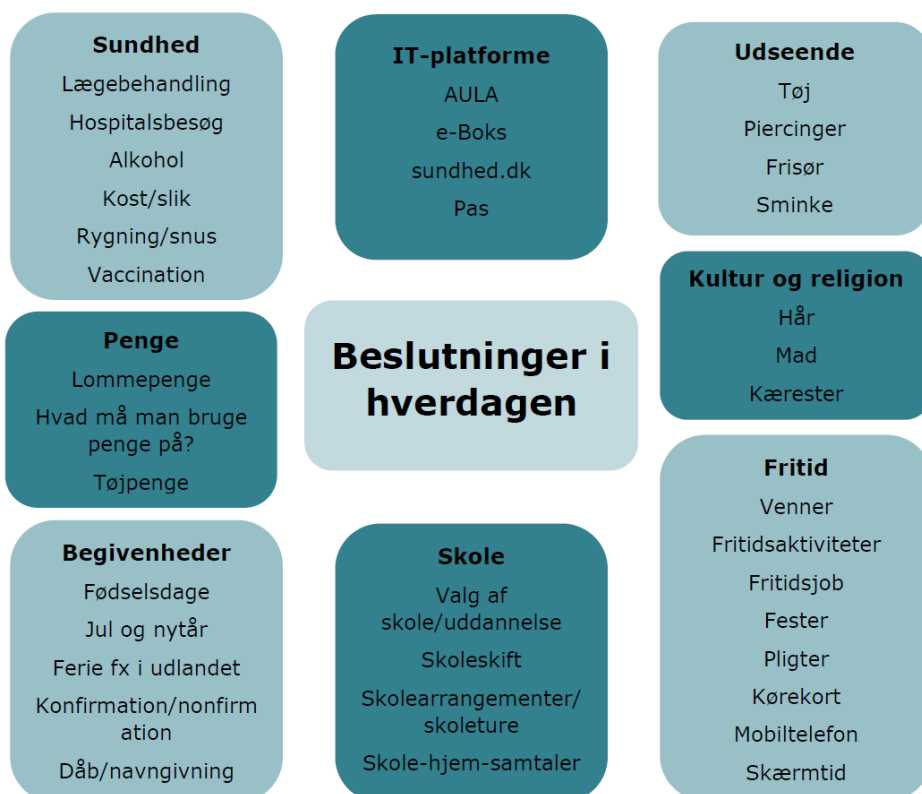 Sundhed
Lægebehandling
Hospitalsbesøg
Alkohol
Kost/slik
Rygning/snus
Vaccination
IT-platforme
AULA
e-Boks
sundhed.dk
Pas
Udseende
Tøj
Piercinger
Frisør
Sminke
Penge
Lommepenge
Hvad må man bruge
penge på?
Tøjpenge
Beslutninger i
hverdagen
Kultur og religion
Hår
Mad
Kærester
Begivenheder
Fødselsdage
Jul og nytår
Ferie fx i udlandet
Konfirmation/nonfirm
ation
Dåb/navngivning
Skole
Valg af
skole/uddannelse
Skoleskift
Skolearrangementer/
skoleture
Skole-hjem-samtaler
Fritid
Venner
Fritidsaktiviteter
Fritidsjob
Fester
Pligter
Kørekort
Mobiltelefon
Skærmtid